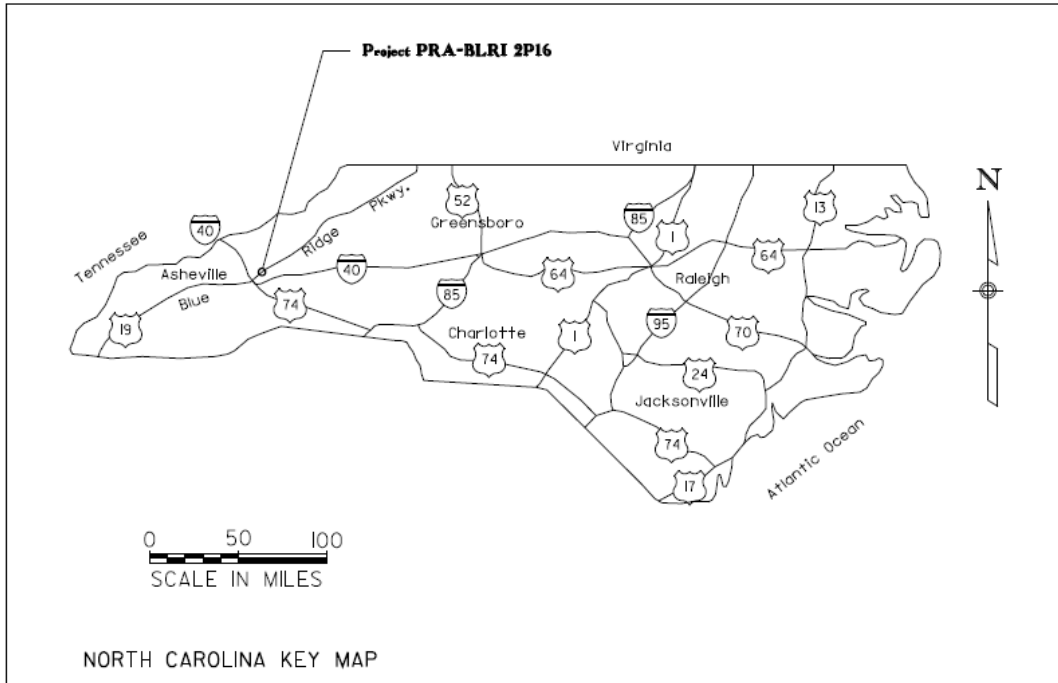 Project PRA-BLRI 2P16
Virginia
N
52
13
Pkwy.
85
Greensboro
1
40
Ridge
Tennessee
64
Raleigh
64
Asheville
40
85
Blue
74
19
Charlotte
1
95
70
74
24
Jacksonville
74
Atlantic Ocean
17
0 50 100
SCALE IN MILES
NORTH CAROLINA KEY MAP